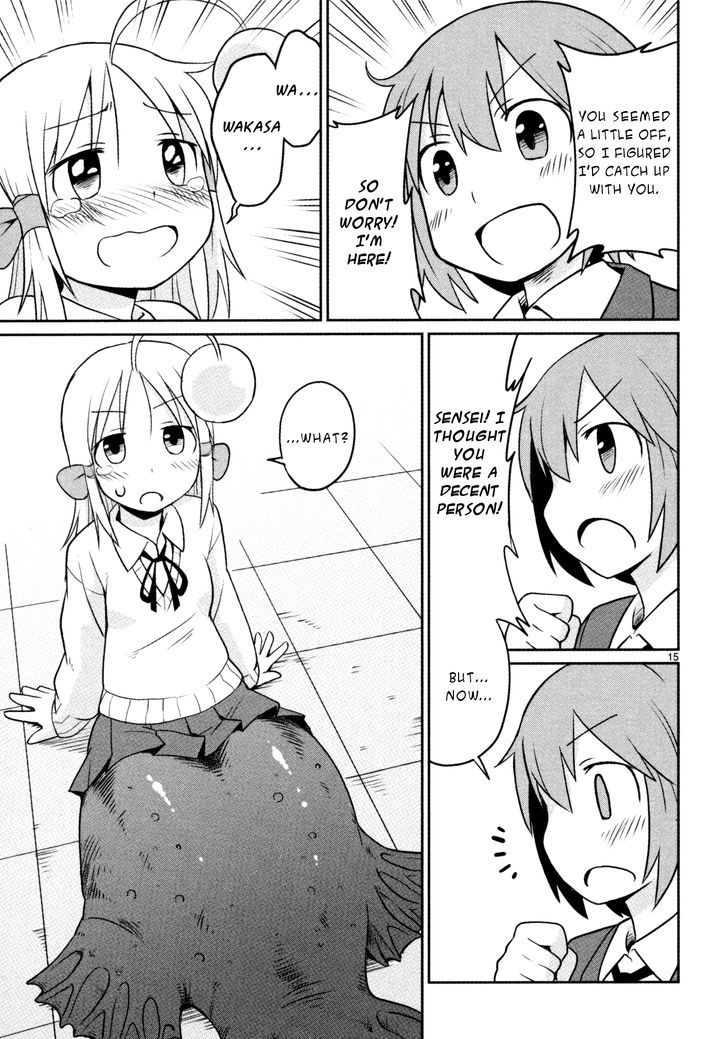 YOU SEEMED
A LITTLE OFF,
SO I FIGURED
I'D CATCH UP
WITH YOU.
SO
DON'T
WORRY!
I'M
HERE!
WA...
WAKASA
...
SENSEI! I
THOUGHT
YOU
WERE A
DECENT
PERSON!
15
BUT...
NOW...
...WHAT?